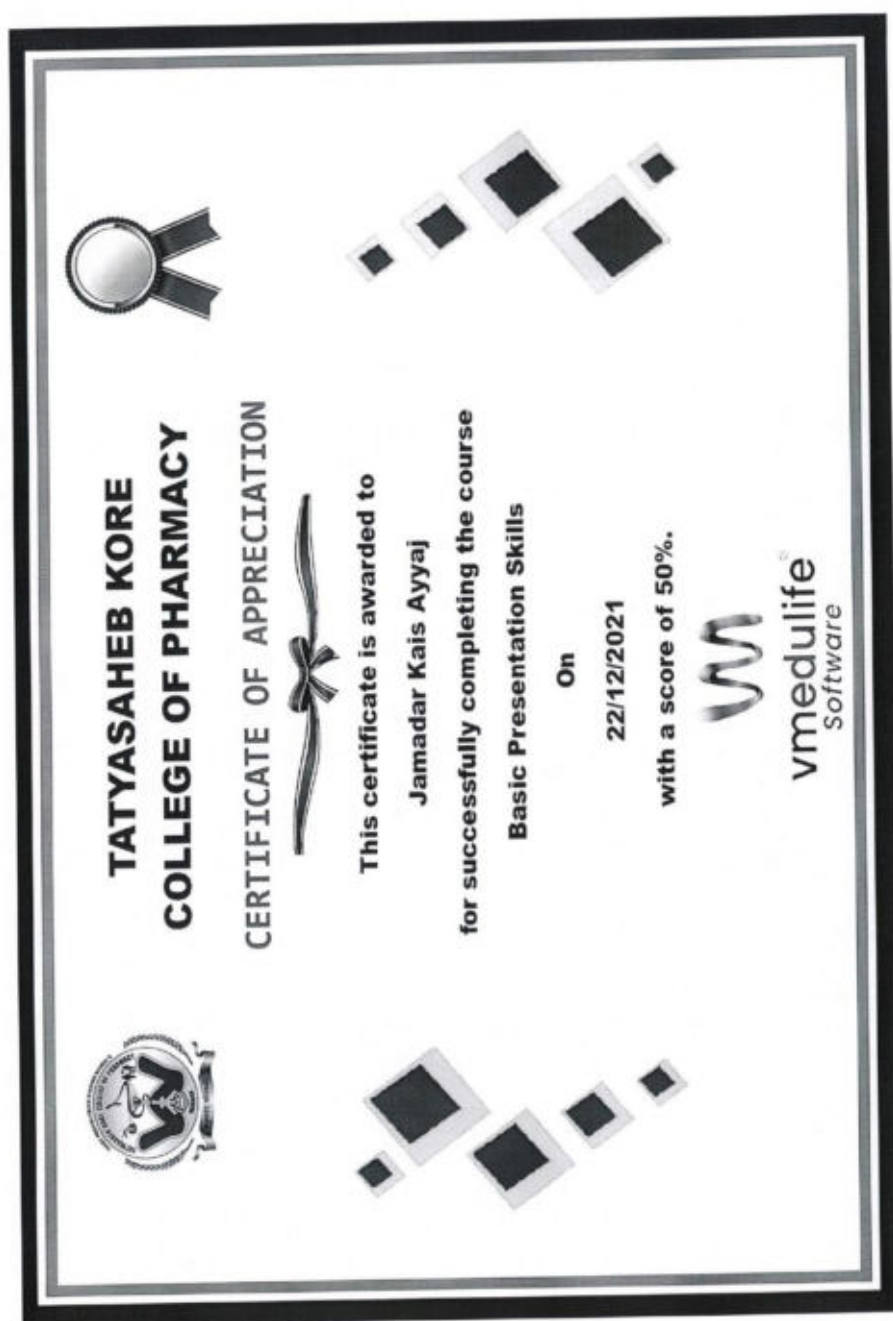 TATYASAHEB KORE
COLLEGE OF PHARMACY
CERTIFICATE OF APPRECIATION
This certificate is awarded to
Jamadar Kais Ayyaj
for successfully completing the course
Basic Presentation Skills
On
22/12/2021
with a score of 50%.
vmedulife
Software